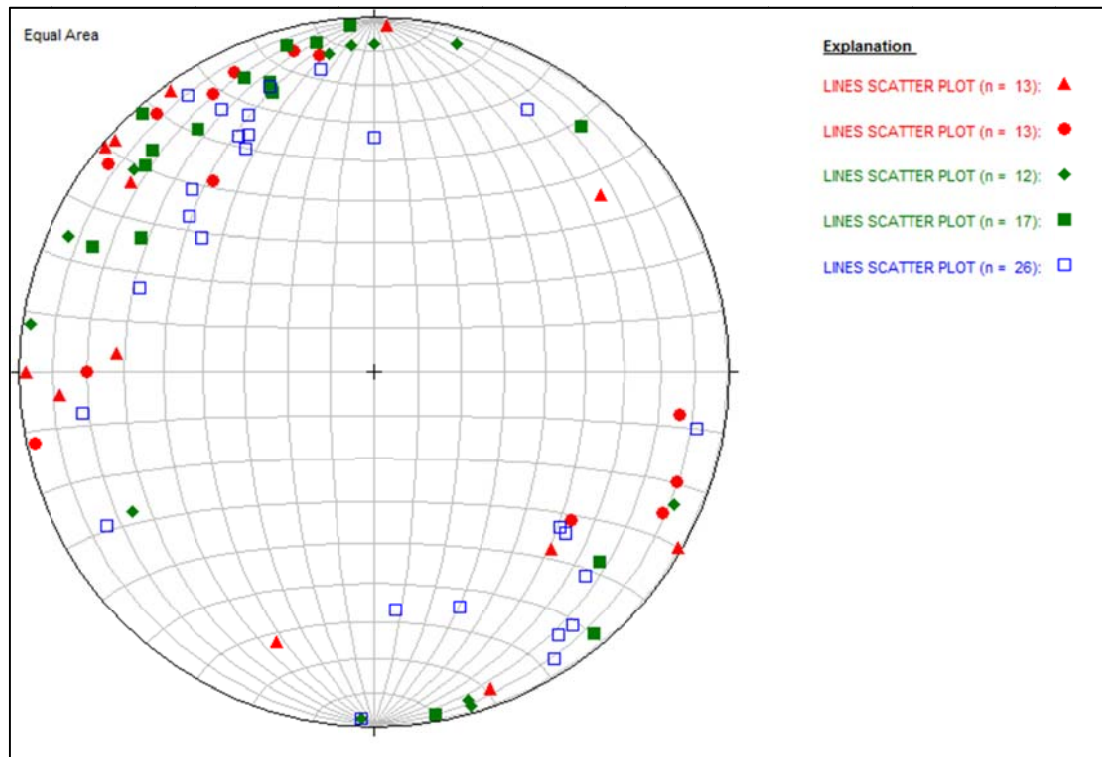 Equal Area
Explanation
LINES SCATTER PLOT (n = 13):
LINES SCATTER PLOT (n = 13):
LINES SCATTER PLOT (n = 12):
LINES SCATTER PLOT (n = 17):
LINES SCATTER PLOT (n = 26):